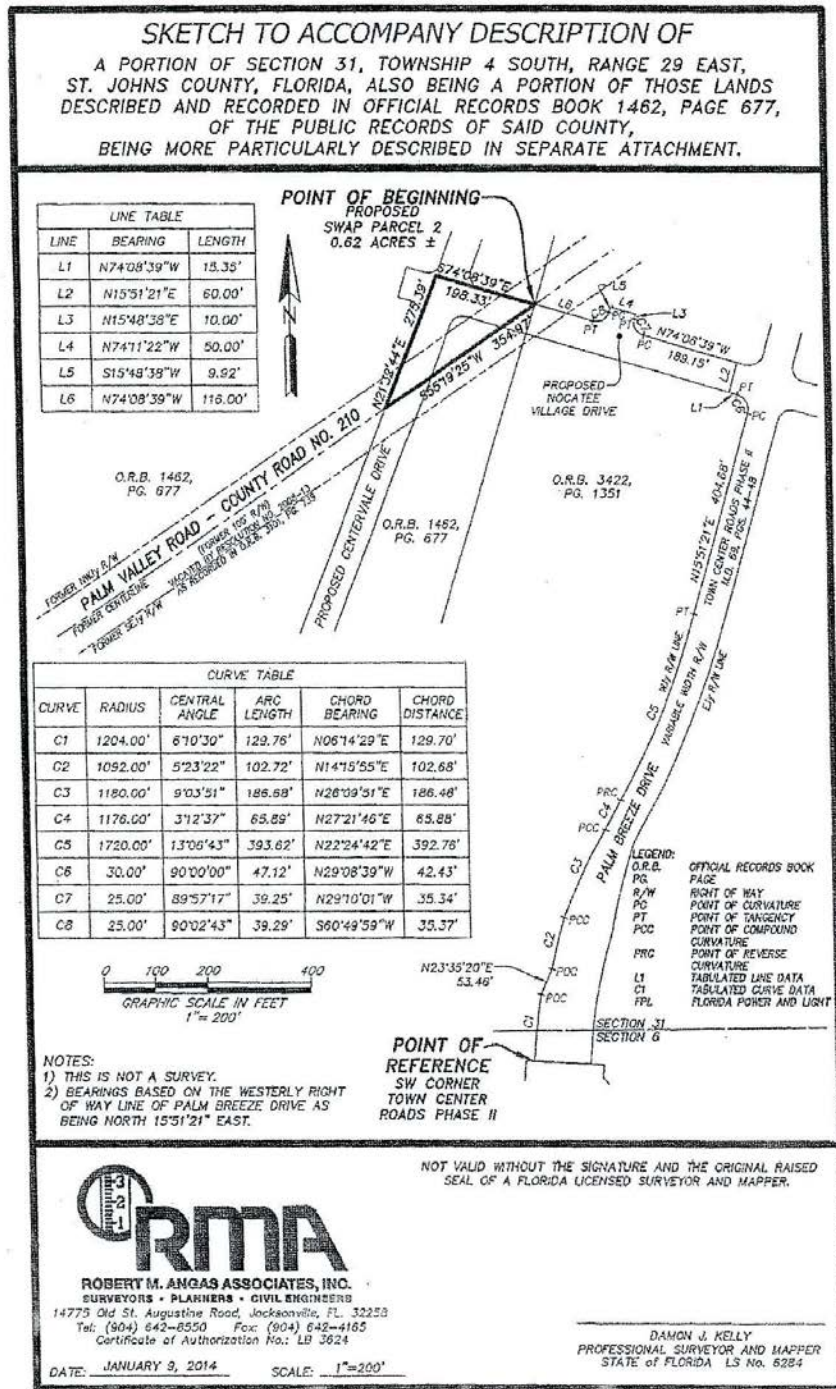 SKETCH TO ACCOMPANY DESCRIPTION OF
A PORTION OF SECTION 31, TOWNSHIP 4 SOUTH, RANGE 29 EAST,
ST. JOHNS COUNTY, FLORIDA, ALSO BEING A PORTION OF THOSE LANDS
DESCRIBED AND RECORDED IN OFFICIAL RECORDS BOOK 1462, PAGE 677,
OF THE PUBLIC RECORDS OF SAID COUNTY,
BEING MORE PARTICULARLY DESCRIBED IN SEPARATE ATTACHMENT.
LINE TABLE
LINE BEARING LENGTH
L1 N74°08'39"W 15.35'
L2 N15°51'21"E 60.00'
L3 N15°48'38"E 10.00'
L4 N74°11'22"W 50.00'
L5 S15°48'38"W 9.92'
L6 N74°08'39"W 116.00'
POINT OF BEGINNING
PROPOSED
SWAP PARCEL 2
0.62 ACRES ±
N
S74°08'39"E
198.33'
N21°32'44"E 278.39'
S55°19'25"W 354.97'
L6
L5
L4
L3
C8
PC
PT
PT
C7
PC
N74°08'39"W
189.15'
L2
L1
PT
C6
PC
PROPOSED
NOCATEE
VILLAGE DRIVE
O.R.B. 1462,
PG. 677
O.R.B. 3422,
PG. 1351
O.R.B. 1462,
PG. 677
FORMER NW'ly R/W
PALM VALLEY ROAD - COUNTY ROAD NO. 210
FORMER CENTERLINE
(FORMER 100' R/W)
FORMER SE'ly R/W
PROPOSED CENTERVALE DRIVE
N15°51'21"E 404.68'
TOWN CENTER ROADS PHASE II
M.B. 69, PGS. 44-48
PT
C5
W'ly R/W LINE
VARIABLE WIDTH R/W
E'ly R/W LINE
PRC
C4
PCC
PALM BREEZE DRIVE
C3
PCC
C2
PCC
N23°35'20"E
53.46'
PCC
C1
CURVE TABLE
CURVE RADIUS CENTRAL ANGLE ARC LENGTH CHORD BEARING CHORD DISTANCE
C1 1204.00' 6°10'30" 129.76' N06°14'29"E 129.70'
C2 1092.00' 5°23'22" 102.72' N14°15'55"E 102.68'
C3 1180.00' 9°03'51" 186.68' N26°09'51"E 186.48'
C4 1176.00' 3°12'37" 65.89' N27°21'46"E 65.88'
C5 1720.00' 13°06'43" 393.62' N22°24'42"E 392.76'
C6 30.00' 90°00'00" 47.12' N29°08'39"W 42.43'
C7 25.00' 89°57'17" 39.25' N29°10'01"W 35.34'
C8 25.00' 90°02'43" 39.29' S60°49'59"W 35.37'
LEGEND:
O.R.B. OFFICIAL RECORDS BOOK
PG. PAGE
R/W RIGHT OF WAY
PC POINT OF CURVATURE
PT POINT OF TANGENCY
PCC POINT OF COMPOUND
CURVATURE
PRC POINT OF REVERSE
CURVATURE
L1 TABULATED LINE DATA
C1 TABULATED CURVE DATA
FPL FLORIDA POWER AND LIGHT
0 100 200 400
GRAPHIC SCALE IN FEET
1"= 200'
SECTION 31
SECTION 6
POINT OF
REFERENCE
SW CORNER
TOWN CENTER
ROADS PHASE II
NOTES:
1) THIS IS NOT A SURVEY.
2) BEARINGS BASED ON THE WESTERLY RIGHT
OF WAY LINE OF PALM BREEZE DRIVE AS
BEING NORTH 15°51'21" EAST.
NOT VALID WITHOUT THE SIGNATURE AND THE ORIGINAL RAISED
SEAL OF A FLORIDA LICENSED SURVEYOR AND MAPPER.
3
2
1
RMA
ROBERT M. ANGAS ASSOCIATES, INC.
SURVEYORS • PLANNERS • CIVIL ENGINEERS
14775 Old St. Augustine Road, Jacksonville, FL. 32258
Tel: (904) 642-8550 Fax: (904) 642-4165
Certificate of Authorization No.: LB 3624
DATE: JANUARY 9, 2014 SCALE: 1"=200'
DAMON J. KELLY
PROFESSIONAL SURVEYOR AND MAPPER
STATE of FLORIDA LS No. 6284